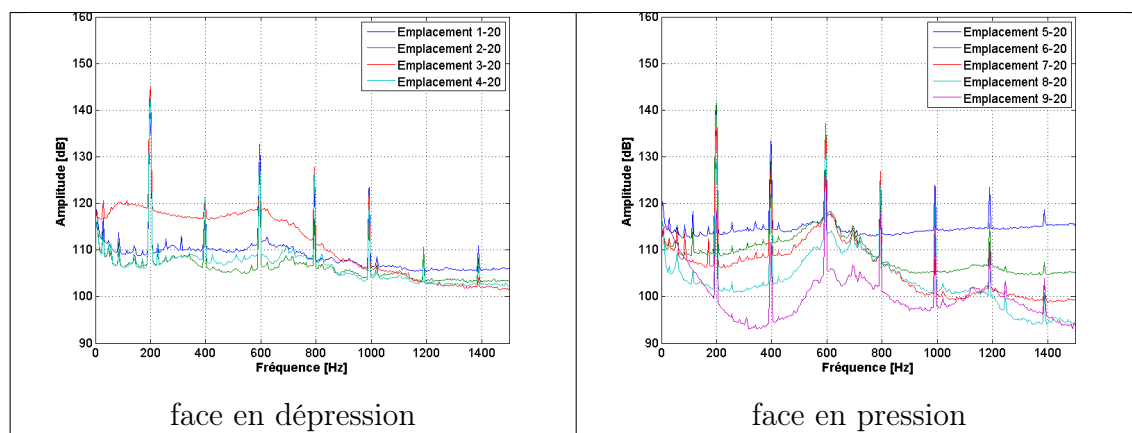 160
150
140
130
120
110
100
90
Amplitude [dB]
0 200 400 600 800 1000 1200 1400
Fréquence [Hz]
Emplacement 1-20
Emplacement 2-20
Emplacement 3-20
Emplacement 4-20
face en dépression
160
150
140
130
120
110
100
90
Amplitude [dB]
0 200 400 600 800 1000 1200 1400
Fréquence [Hz]
Emplacement 5-20
Emplacement 6-20
Emplacement 7-20
Emplacement 8-20
Emplacement 9-20
face en pression